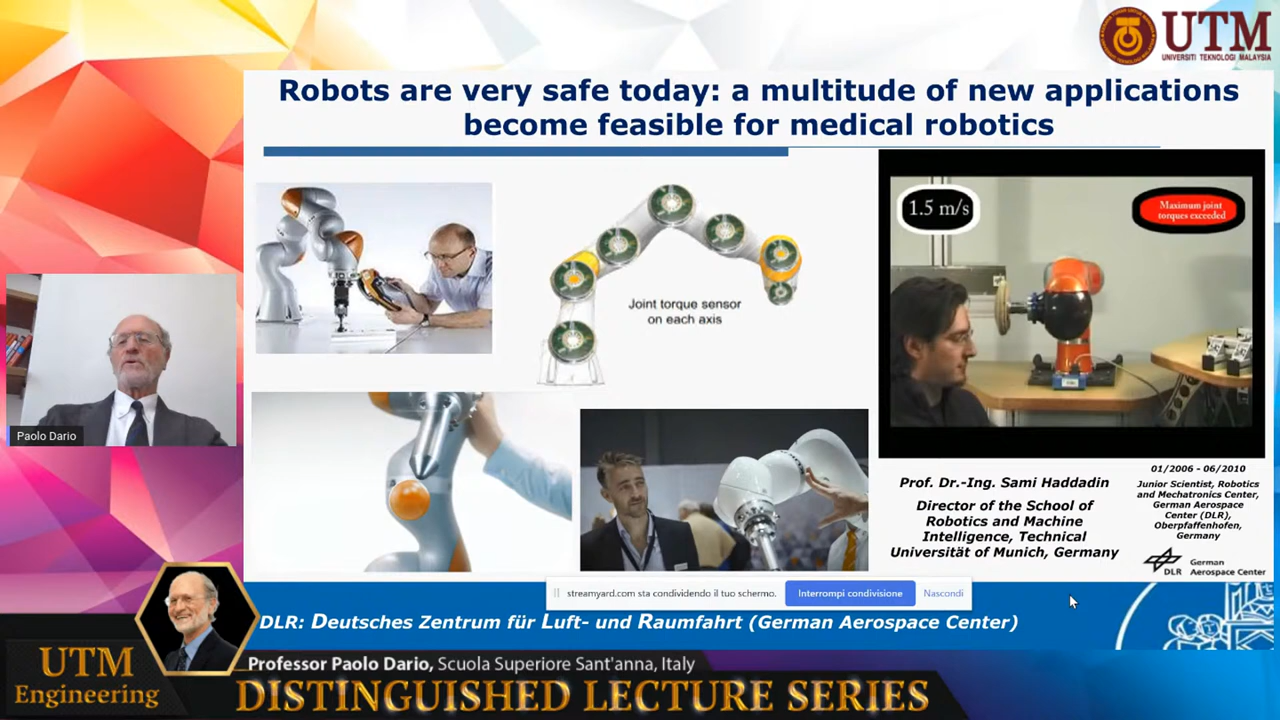 UTM
UNIVERSITI TEKNOLOGI MALAYSIA
Robots are very safe today: a multitude of new applications
become feasible for medical robotics
1.5 m/s
Maximum joint
torques exceeded
Joint torque sensor
on each axis
Paolo Dario
Prof. Dr.-Ing. Sami Haddadin
Director of the School of
Robotics and Machine
Intelligence, Technical
Universität of Munich, Germany
01/2006 - 06/2010
Junior Scientist, Robotics
and Mechatronics Center,
German Aerospace
Center (DLR),
Oberpfaffenhofen,
Germany
DLR
German
Aerospace Center
streamyard.com sta condividendo il tuo schermo.
Interrompi condivisione
Nascondi
DLR: Deutsches Zentrum für Luft- und Raumfahrt (German Aerospace Center)
UTM
Engineering
Professor Paolo Dario, Scuola Superiore Sant'anna, Italy
DISTINGUISHED LECTURE SERIES